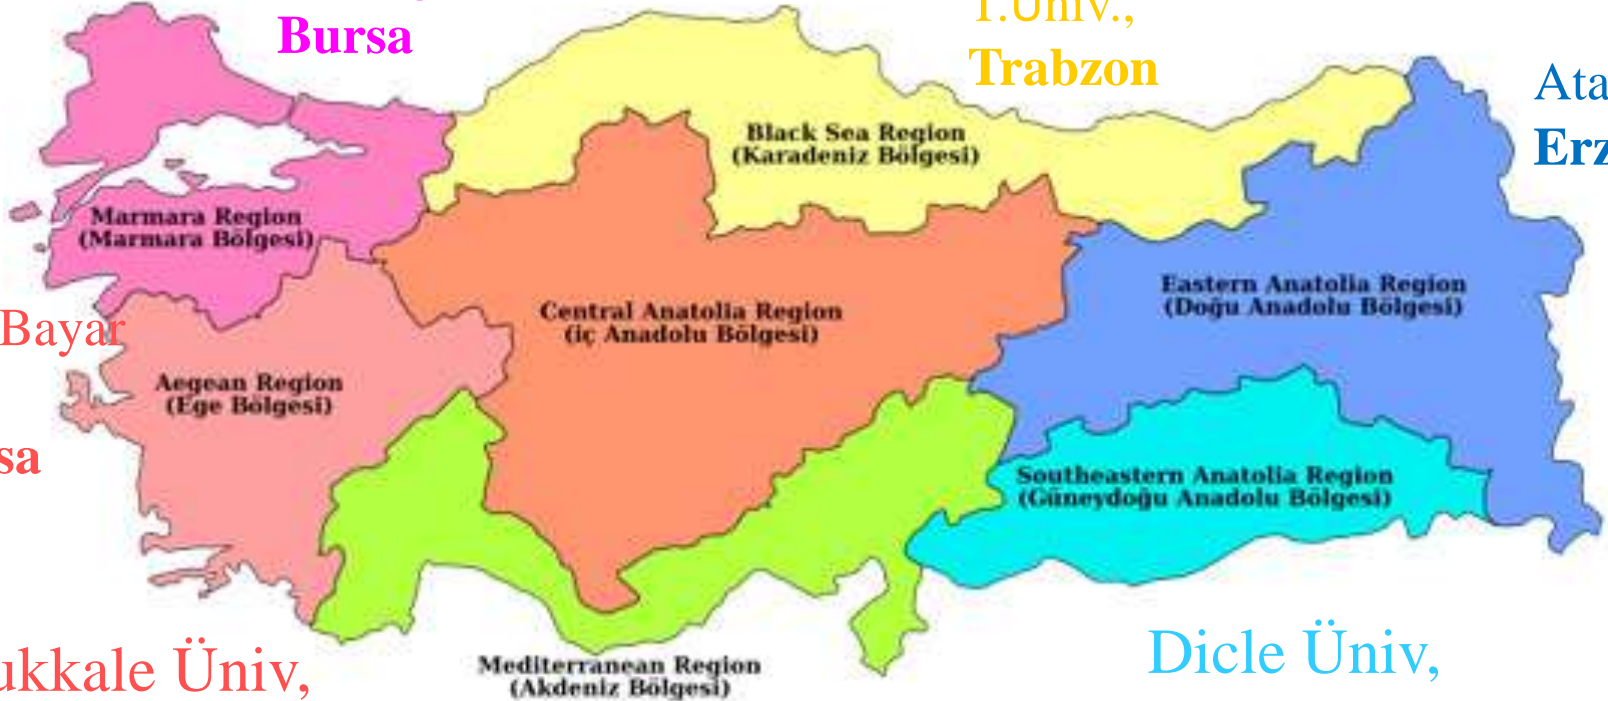 Bursa
T.Üniv.,
Trabzon
Ata
Erz
Black Sea Region
(Karadeniz Bölgesi)
Marmara Region
(Marmara Bölgesi)
Eastern Anatolia Region
(Doğu Anadolu Bölgesi)
Central Anatolia Region
(iç Anadolu Bölgesi)
Bayar
Aegean Region
(Ege Bölgesi)
sa
Southeastern Anatolia Region
(Güneydoğu Anadolu Bölgesi)
ukkale Üniv,
Dicle Üniv,
Mediterranean Region
(Akdeniz Bölgesi)